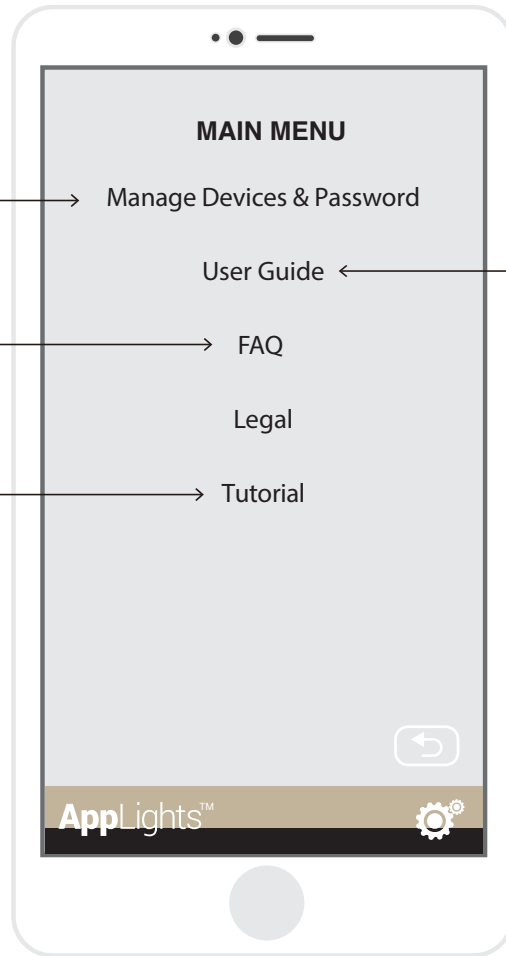 MAIN MENU
Manage Devices & Password
User Guide
FAQ
Legal
Tutorial
AppLights™